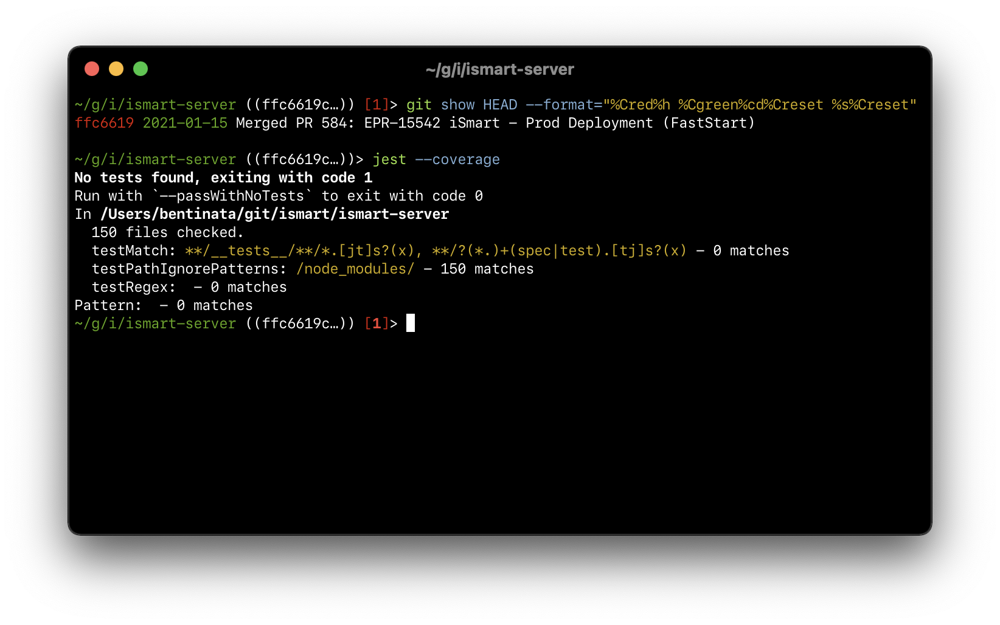 ~/g/i/ismart-server
~/g/i/ismart-server ((ffc6619c…)) [1]> git show HEAD --format="%Cred%h %Cgreen%cd%Creset %s%Creset"
ffc6619 2021-01-15 Merged PR 584: EPR-15542 iSmart - Prod Deployment (FastStart)
~/g/i/ismart-server ((ffc6619c…))> jest --coverage
No tests found, exiting with code 1
Run with `--passWithNoTests` to exit with code 0
In /Users/bentinata/git/ismart/ismart-server
  150 files checked.
  testMatch: **/__tests__/**/*.[jt]s?(x), **/?(*.)+(spec|test).[tj]s?(x) - 0 matches
  testPathIgnorePatterns: /node_modules/ - 150 matches
  testRegex:  - 0 matches
Pattern:  - 0 matches
~/g/i/ismart-server ((ffc6619c…)) [1]>